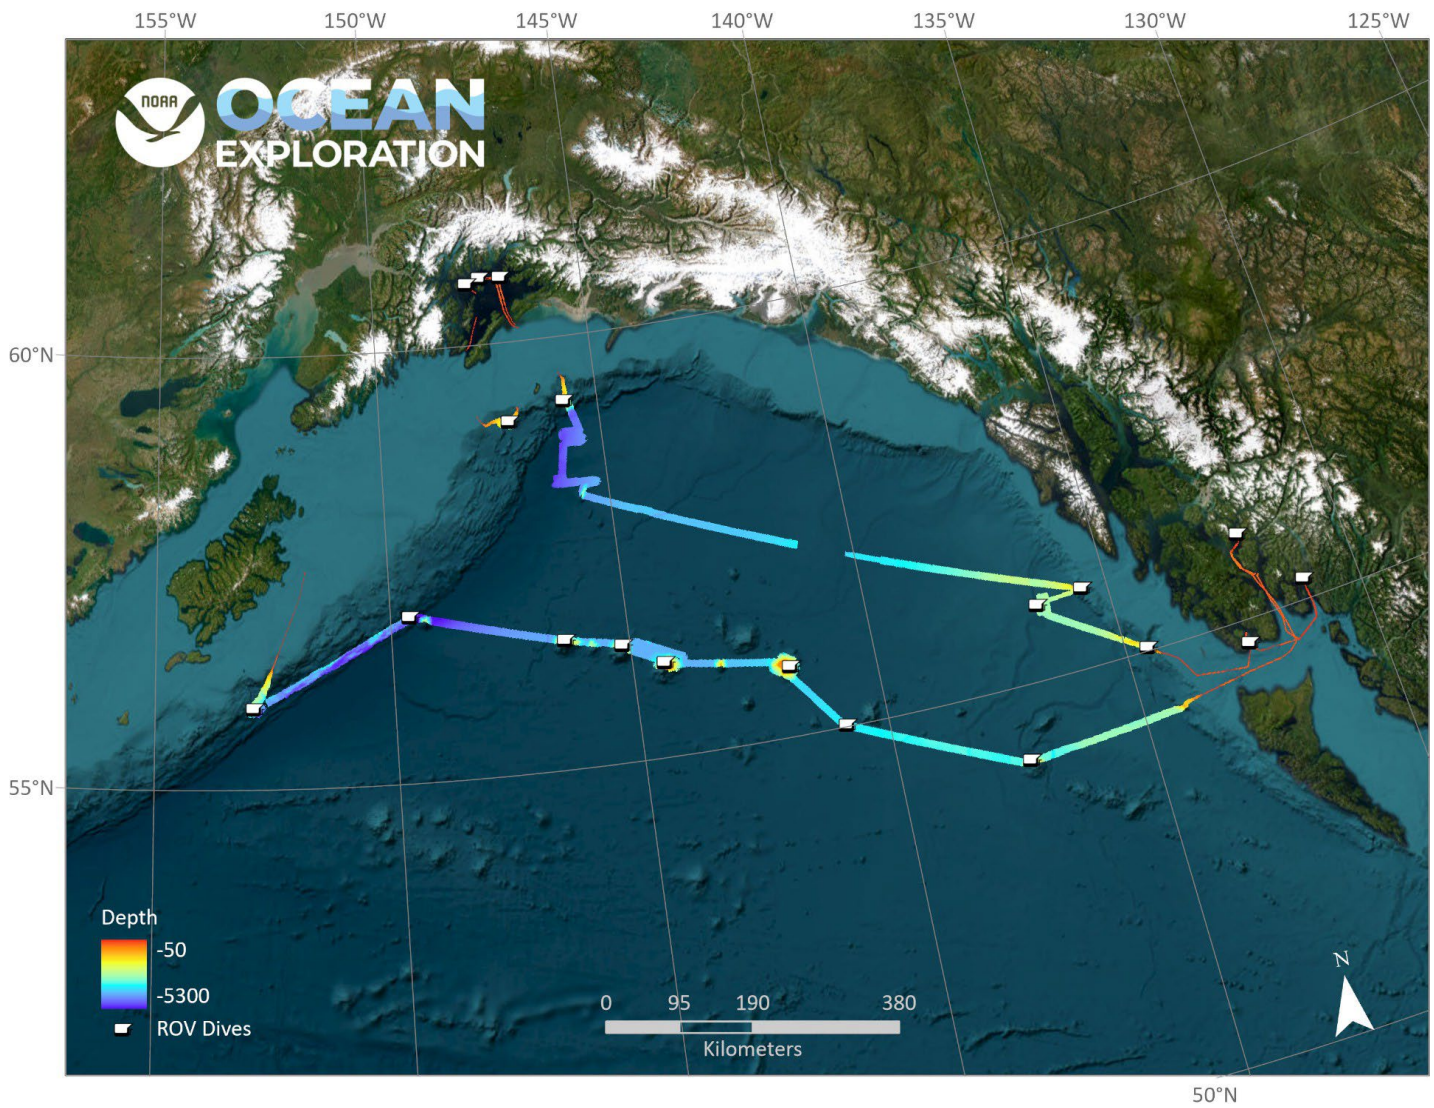 155°W 150°W 145°W 140°W 135°W 130°W 125°W
NOAA
OCEAN
EXPLORATION
60°N
55°N
Depth
-50
-5300
ROV Dives
0 95 190 380
Kilometers
N
50°N